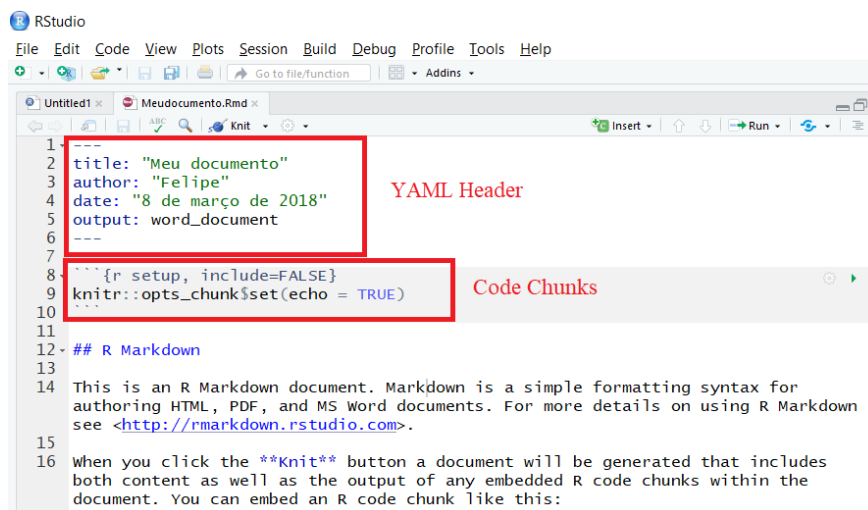 RStudio
File Edit Code View Plots Session Build Debug Profile Tools Help
Go to file/function Addins
Untitled1 × Meudocumento.Rmd ×
ABC Knit Insert Run
1 ---
2 title: "Meu documento"
3 author: "Felipe"
4 date: "8 de março de 2018"
5 output: word_document
6 ---
YAML Header
7
8 ```{r setup, include=FALSE}
9 knitr::opts_chunk$set(echo = TRUE)
10 ```
Code Chunks
11
12 ## R Markdown
13
14 This is an R Markdown document. Markdown is a simple formatting syntax for
authoring HTML, PDF, and MS Word documents. For more details on using R Markdown
see <http://rmarkdown.rstudio.com>.
15
16 When you click the **Knit** button a document will be generated that includes
both content as well as the output of any embedded R code chunks within the
document. You can embed an R code chunk like this: